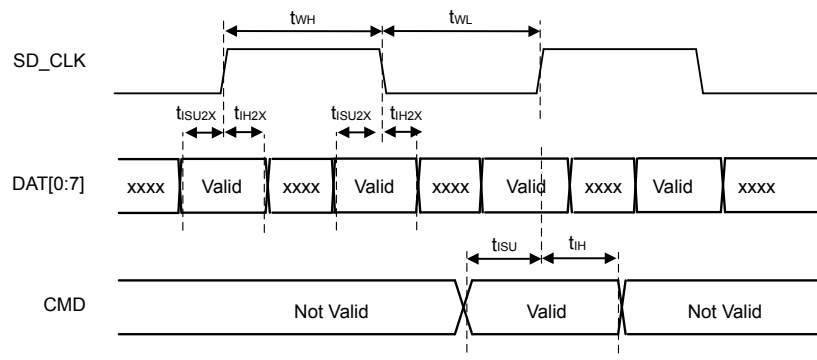 tWH tWL
SD_CLK
tISU2X tIH2X tISU2X tIH2X
DAT[0:7] xxxx Valid xxxx Valid xxxx Valid xxxx Valid xxxx
tISU tIH
CMD Not Valid Valid Not Valid